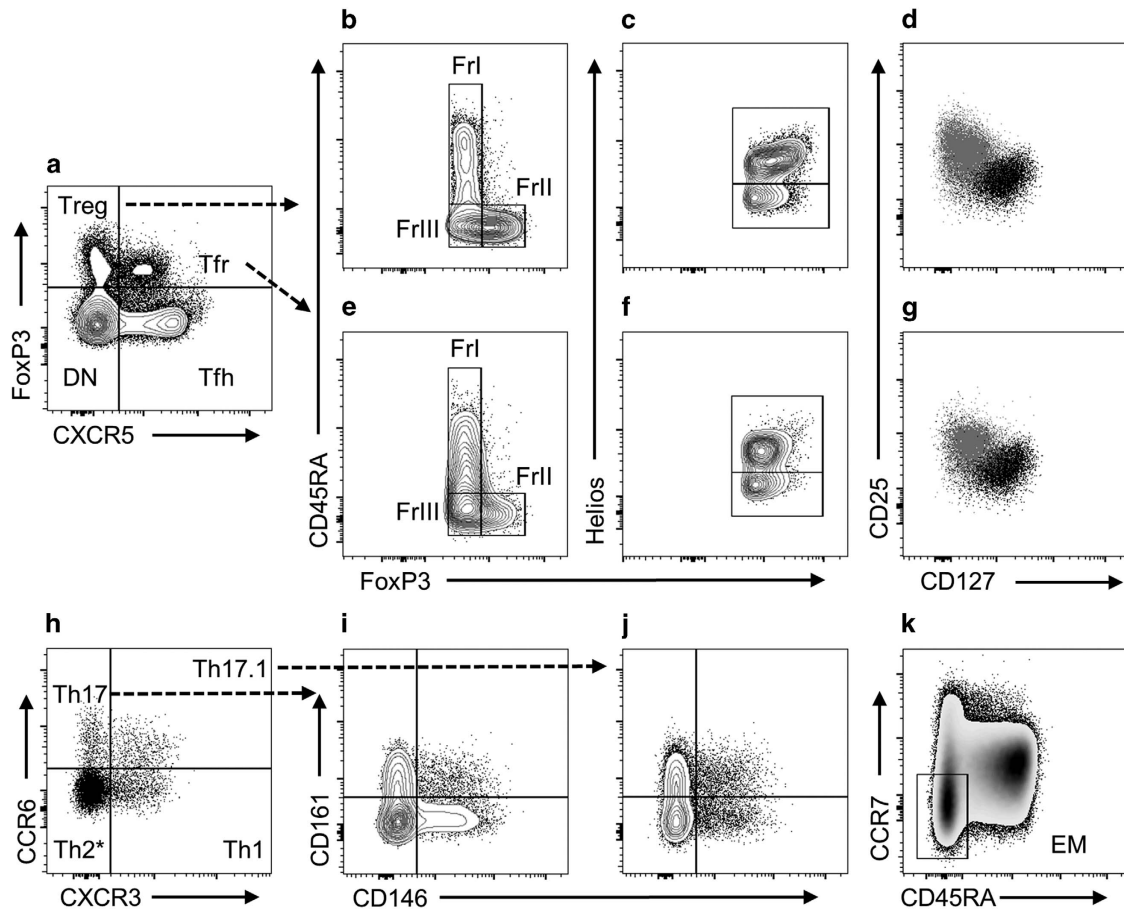 b
c
d
FrI
a
Treg
FrII
FrIII
Tfr
DN
Tfh
FoxP3
CXCR5
e
f
g
FrI
FrII
FrIII
CD45RA
Helios
CD25
FoxP3
CD127
h
i
j
k
Th17.1
Th17
Th2*
Th1
EM
CCR6
CD161
CCR7
CXCR3
CD146
CD45RA